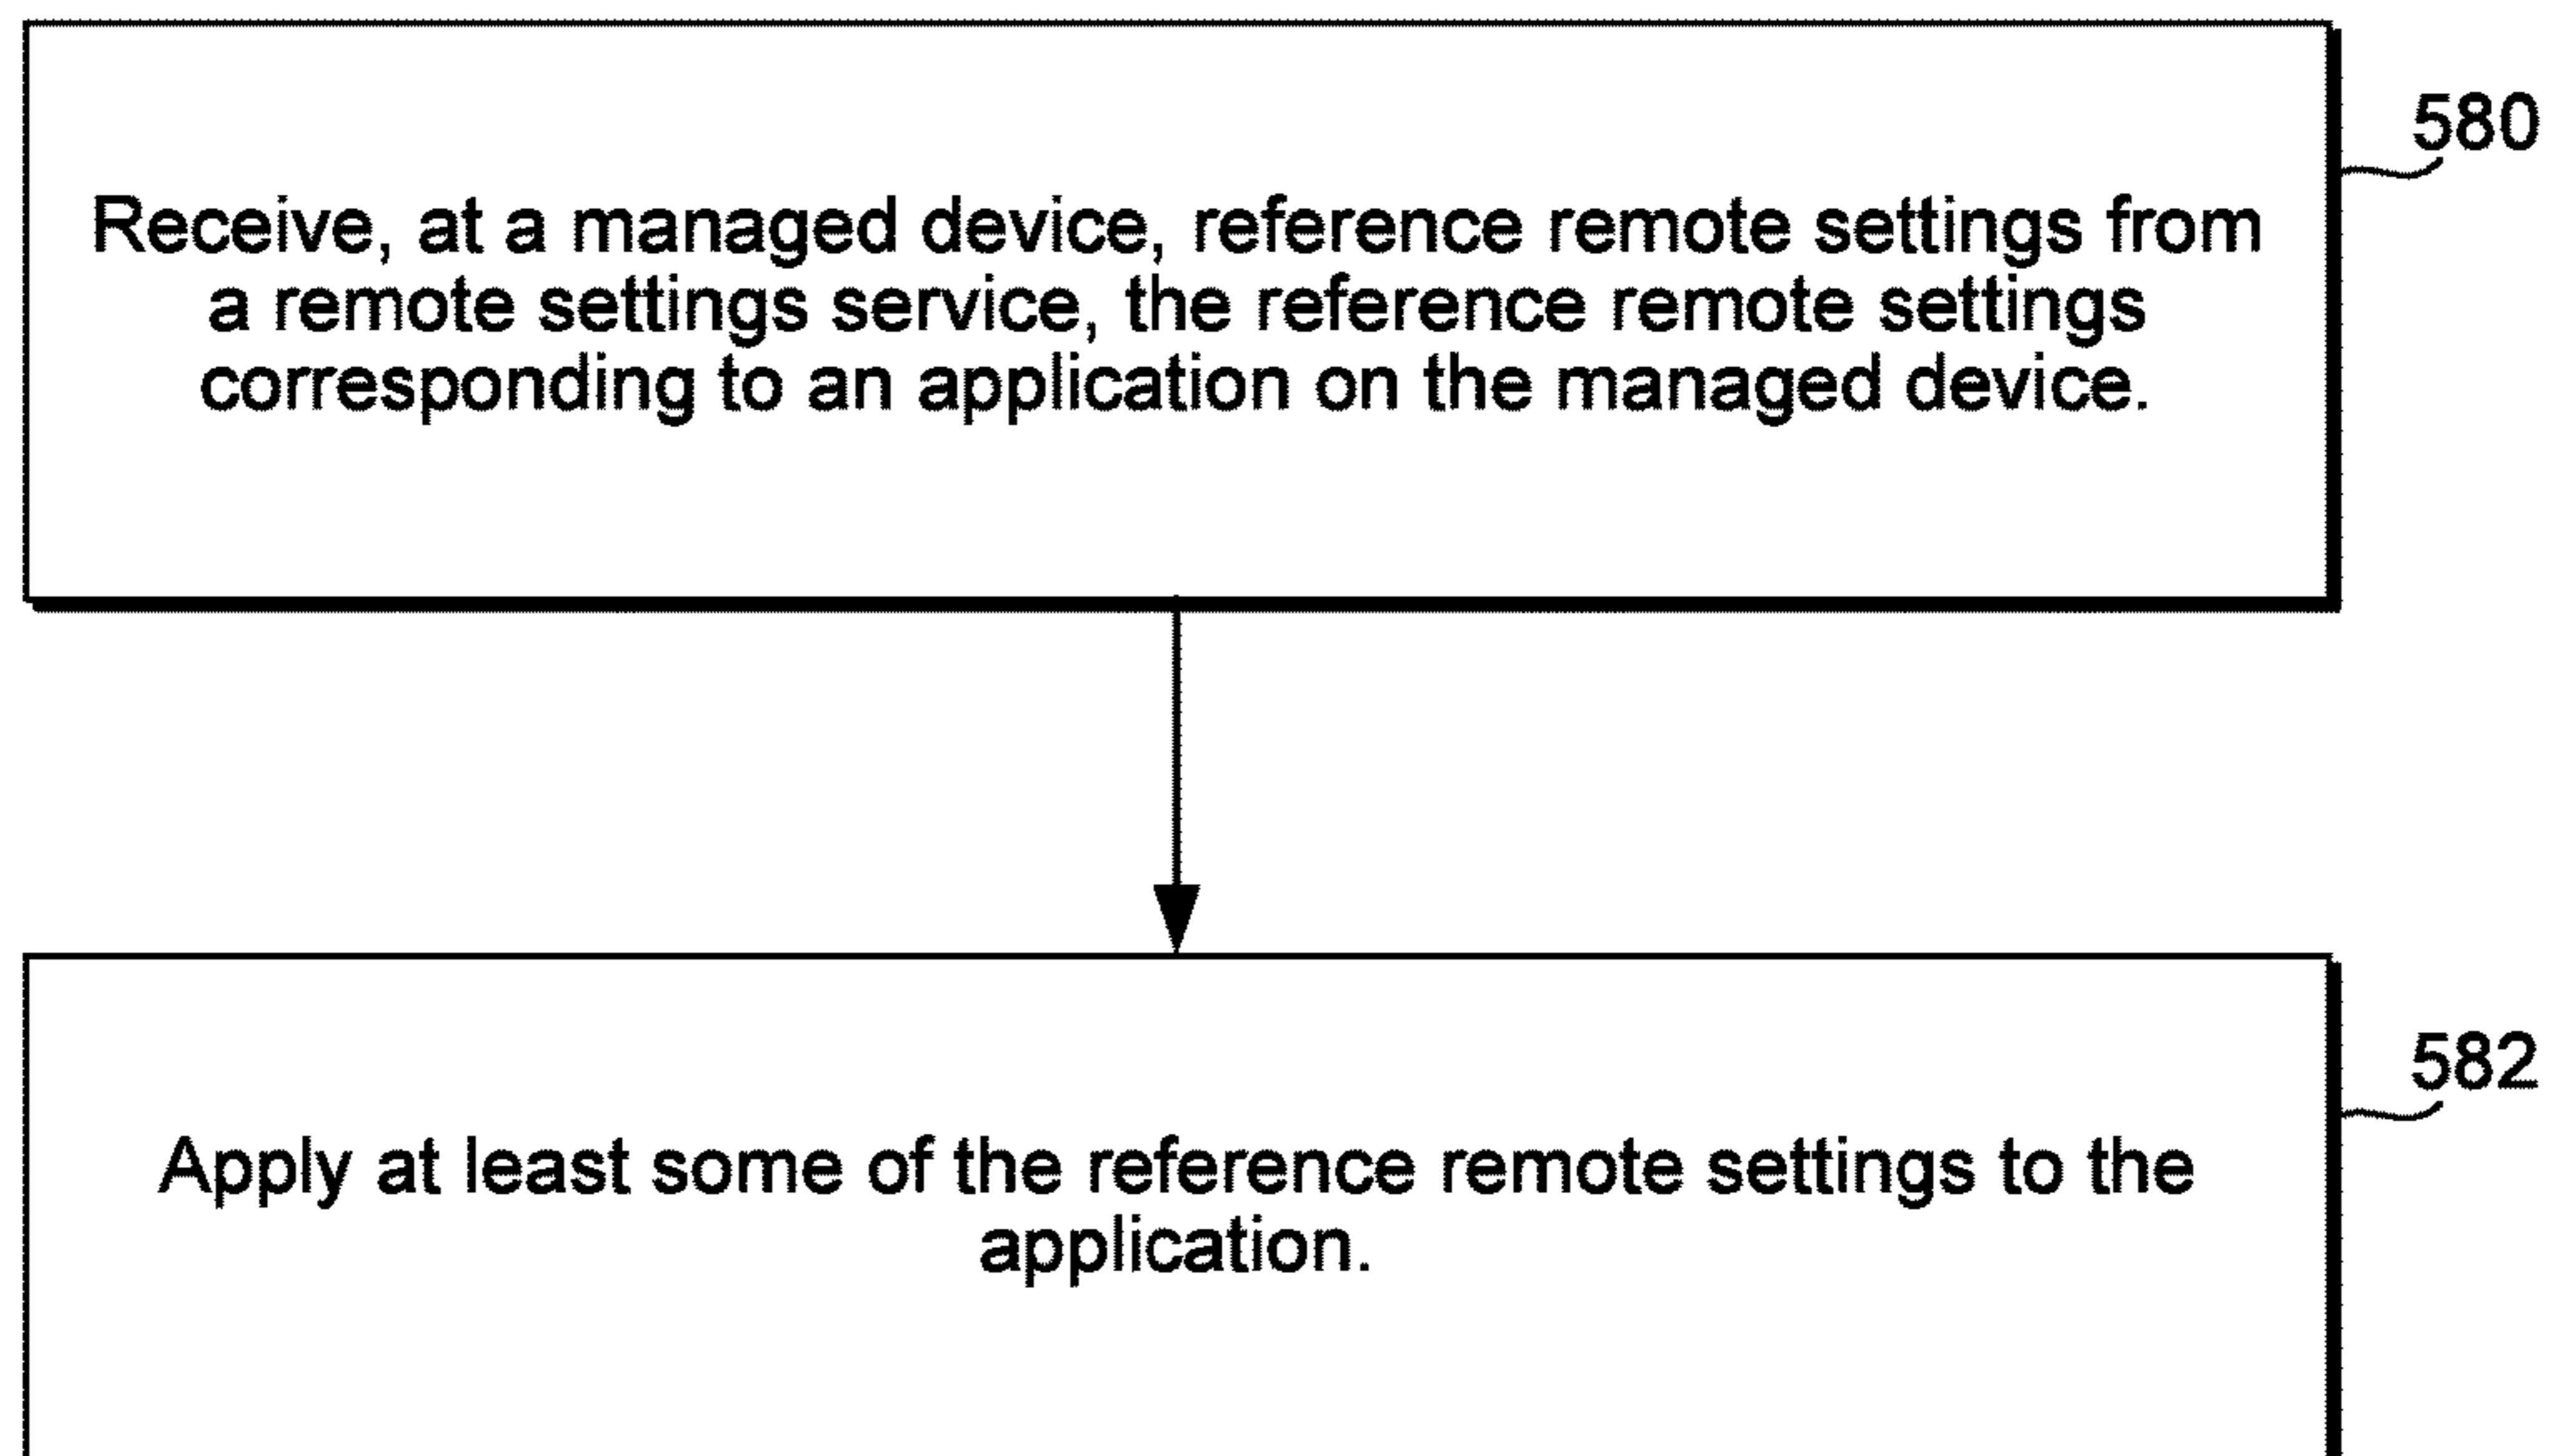 580
Receive, at a managed device, reference remote settings from
a remote settings service, the reference remote settings
corresponding to an application on the managed device.
582
Apply at least some of the reference remote settings to the
application.